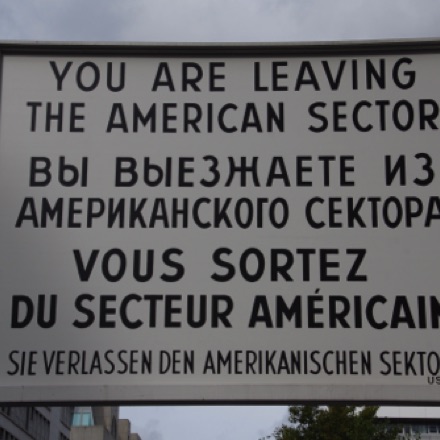 YOU ARE LEAVING
THE AMERICAN SECTOR
ВЫ ВЫЕЗЖАЕТЕ ИЗ
АМЕРИКАНСКОГО СЕКТОРА
VOUS SORTEZ
DU SECTEUR AMÉRICAIN
SIE VERLASSEN DEN AMERIKANISCHEN SEKTO
US